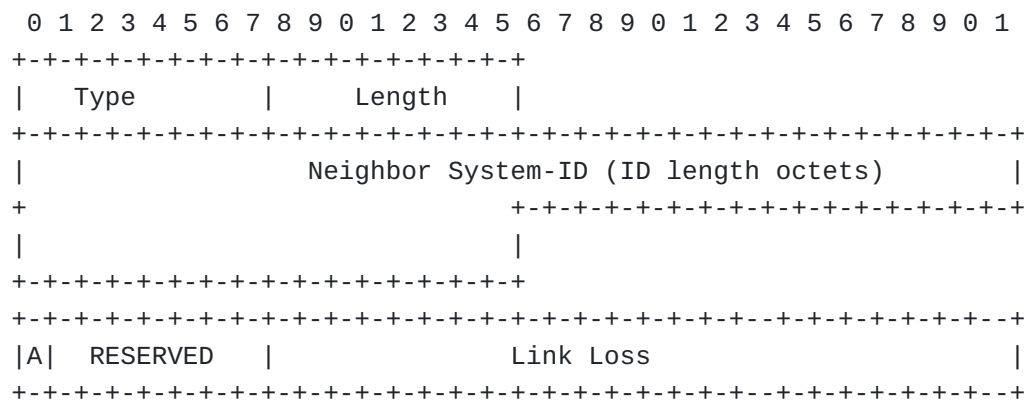 0 1 2 3 4 5 6 7 8 9 0 1 2 3 4 5 6 7 8 9 0 1 2 3 4 5 6 7 8 9 0 1
+-+-+-+-+-+-+-+-+-+-+-+-+-+-+-+-+
|   Type        |     Length    |
+-+-+-+-+-+-+-+-+-+-+-+-+-+-+-+-+-+-+-+-+-+-+-+-+-+-+-+-+-+-+-+-+
|                  Neighbor System-ID (ID length octets)        |
+                               +-+-+-+-+-+-+-+-+-+-+-+-+-+-+-+-+
|                               |
+-+-+-+-+-+-+-+-+-+-+-+-+-+-+-+-+
+-+-+-+-+-+-+-+-+-+-+-+-+-+-+-+-+-+-+-+-+-+-+-+--+-+-+-+-+-+-+--+
|A|  RESERVED   |               Link Loss                       |
+-+-+-+-+-+-+-+-+-+-+-+-+-+-+-+-+-+-+-+-+-+-+-+--+-+-+-+-+-+-+--+